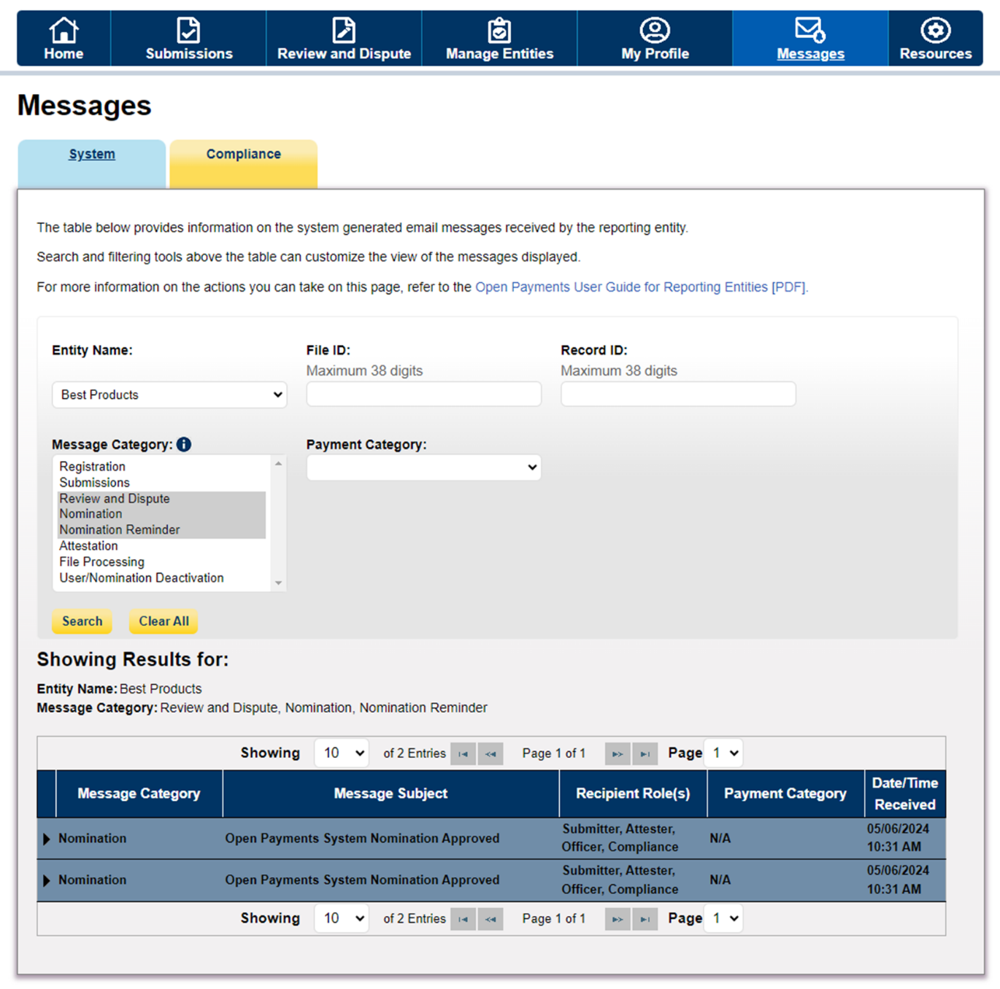 Home Submissions Review and Dispute Manage Entities My Profile Messages Resources
Messages
System Compliance
The table below provides information on the system generated email messages received by the reporting entity.
Search and filtering tools above the table can customize the view of the messages displayed.
For more information on the actions you can take on this page, refer to the Open Payments User Guide for Reporting Entities [PDF].
Entity Name: File ID: Record ID:
Maximum 38 digits Maximum 38 digits
Best Products
Message Category: Payment Category:
Registration
Submissions
Review and Dispute
Nomination
Nomination Reminder
Attestation
File Processing
User/Nomination Deactivation
Search Clear All
Showing Results for:
Entity Name: Best Products
Message Category: Review and Dispute, Nomination, Nomination Reminder
Showing 10 of 2 Entries Page 1 of 1 Page 1
Message Category Message Subject Recipient Role(s) Payment Category Date/Time Received
Nomination Open Payments System Nomination Approved Submitter, Attester, Officer, Compliance N/A 05/06/2024 10:31 AM
Nomination Open Payments System Nomination Approved Submitter, Attester, Officer, Compliance N/A 05/06/2024 10:31 AM
Showing 10 of 2 Entries Page 1 of 1 Page 1